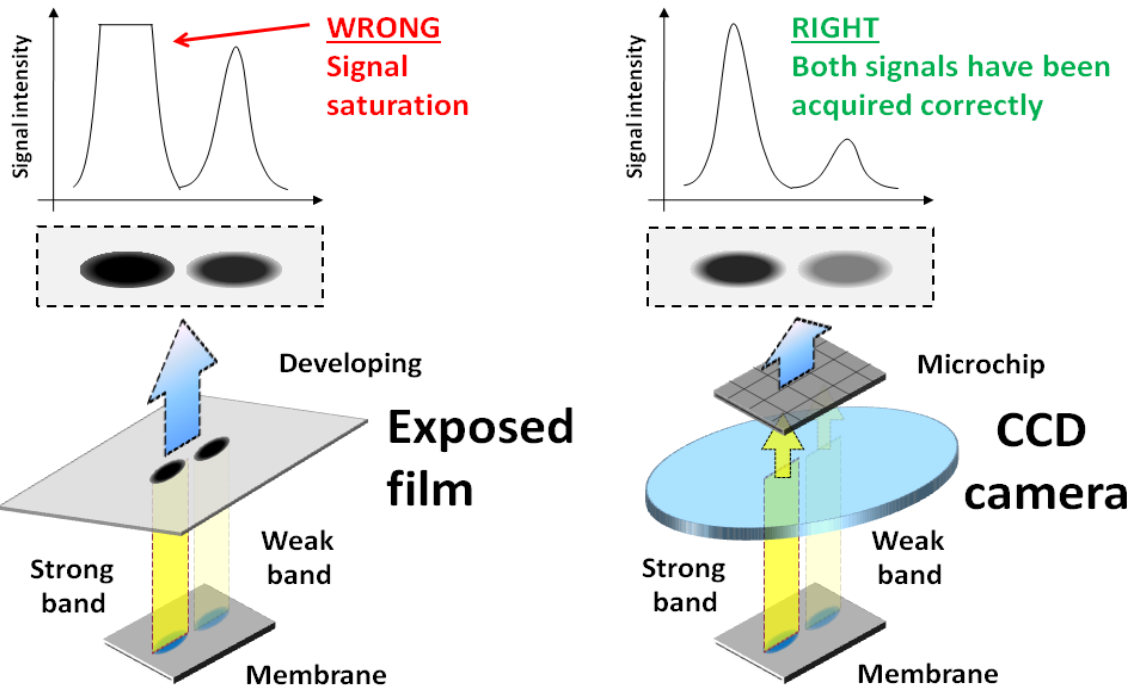 Signal intensity
WRONG
Signal
saturation
Developing
Exposed
film
Strong
band
Weak
band
Membrane
Signal intensity
RIGHT
Both signals have been
acquired correctly
Microchip
CCD
camera
Strong
band
Weak
band
Membrane